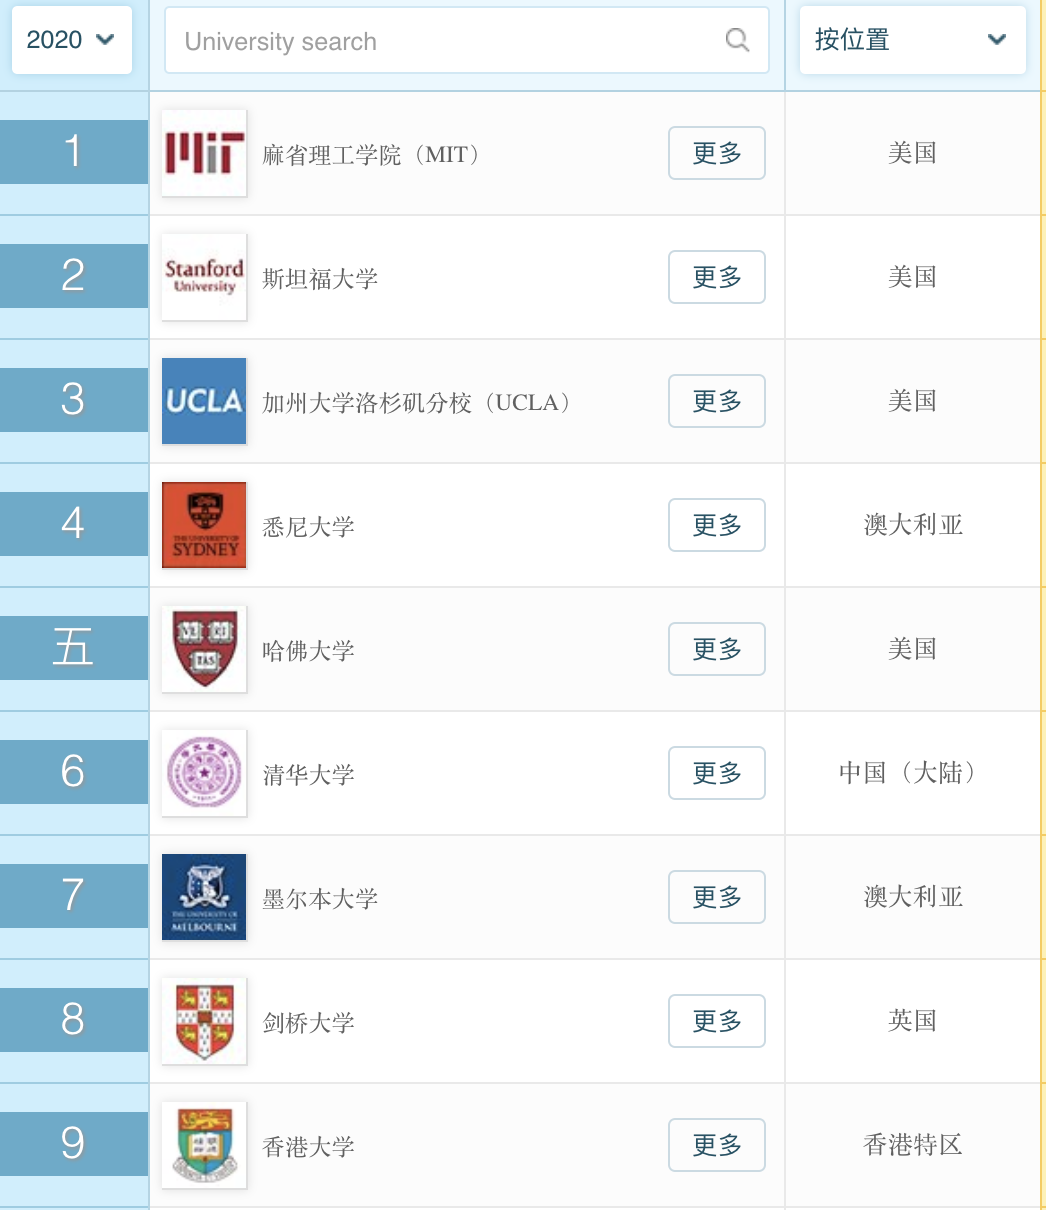 2020
University search
按位置
1
MIT
麻省理工学院（MIT）
更多
美国
2
Stanford
University
斯坦福大学
更多
美国
3
UCLA
加州大学洛杉矶分校（UCLA）
更多
美国
4
THE UNIVERSITY OF
SYDNEY
悉尼大学
更多
澳大利亚
五
哈佛大学
更多
美国
6
清华大学
更多
中国（大陆）
7
THE UNIVERSITY OF
MELBOURNE
墨尔本大学
更多
澳大利亚
8
剑桥大学
更多
英国
9
香港大学
更多
香港特区